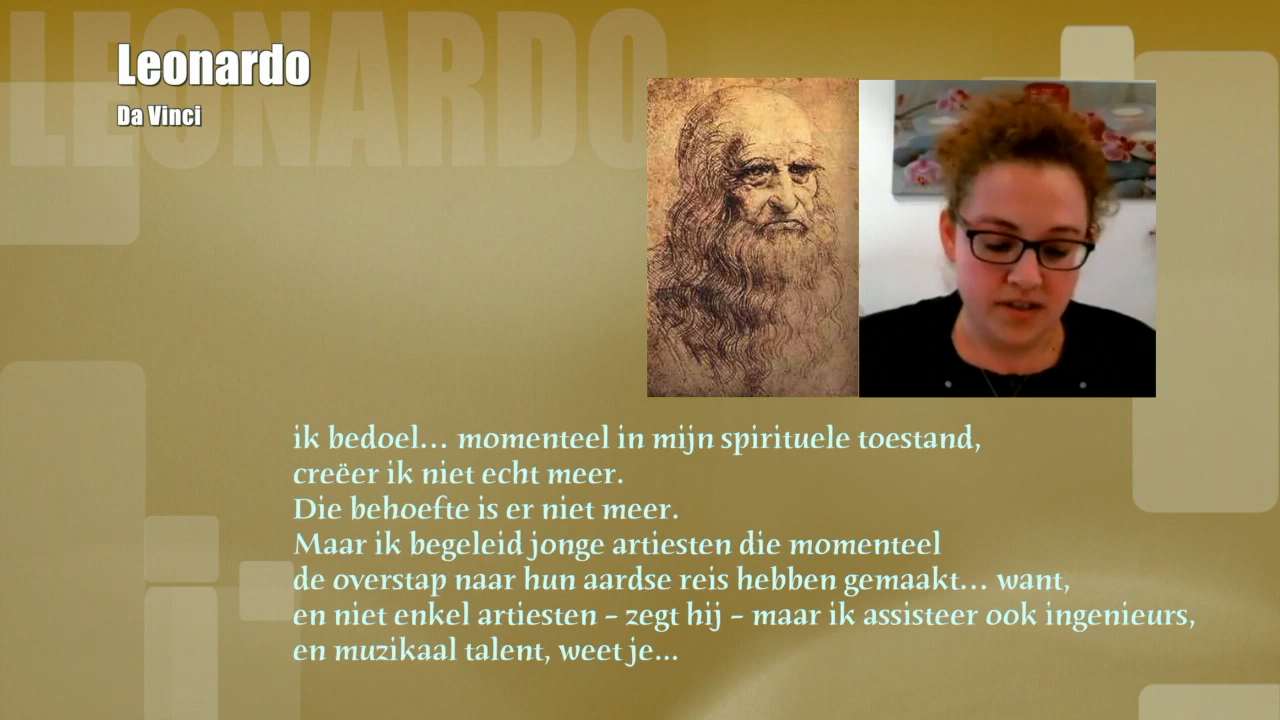 LEONARDO
Leonardo
Da Vinci
ik bedoel... momenteel in mijn spirituele toestand,
creëer ik niet echt meer.
Die behoefte is er niet meer.
Maar ik begeleid jonge artiesten die momenteel
de overstap naar hun aardse reis hebben gemaakt... want,
en niet enkel artiesten - zegt hij - maar ik assisteer ook ingenieurs,
en muzikaal talent, weet je...